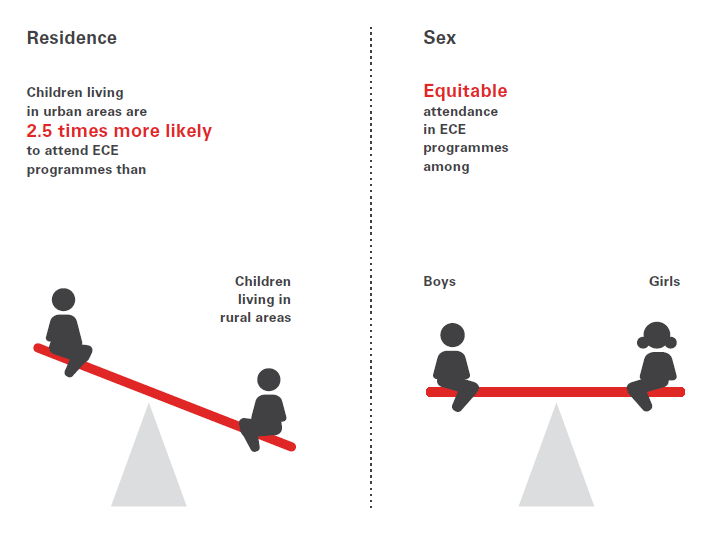 Residence
Children living
in urban areas are
2.5 times more likely
to attend ECE
programmes than
Children
living in
rural areas
Sex
Equitable
attendance
in ECE
programmes
among
Boys
Girls